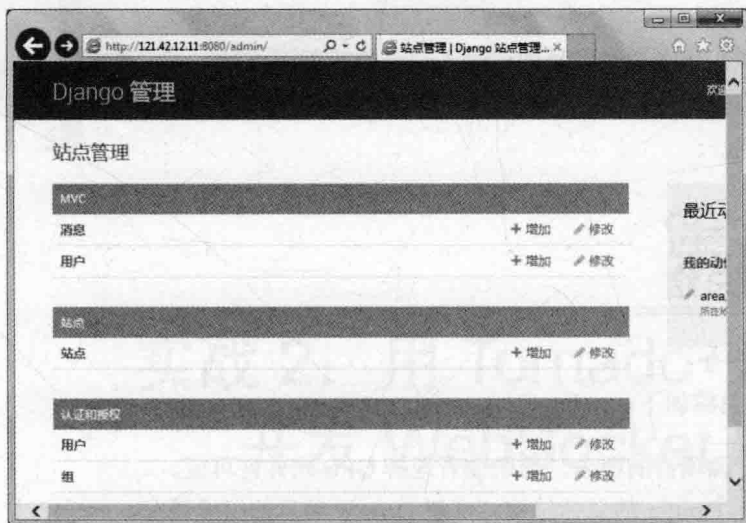 http://121.42.12.11:8080/admin/
站点管理 | Django 站点管理...
Django 管理
欢迎
站点管理
MVC
消息 + 增加 修改
用户 + 增加 修改
站点
站点 + 增加 修改
认证和授权
用户 + 增加 修改
组 + 增加 修改
最近动
我的动作
area